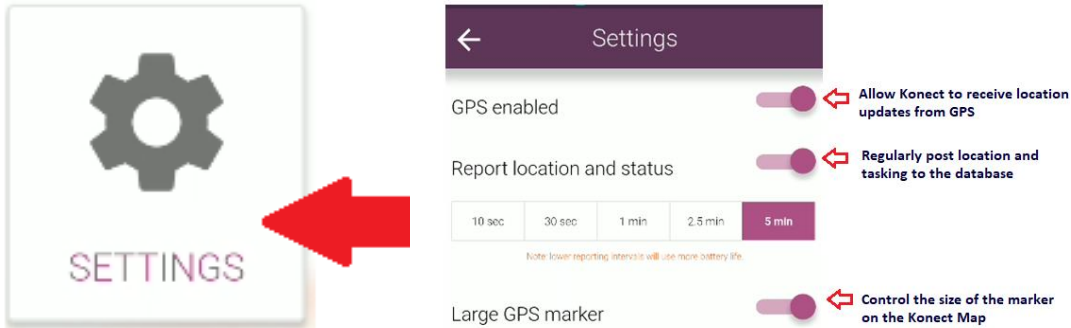 SETTINGS
Settings
GPS enabled
Allow Konect to receive location
updates from GPS
Report location and status
Regularly post location and
tasking to the database
10 sec 30 sec 1 min 2.5 min 5 min
Note: lower reporting intervals will use more battery life.
Large GPS marker
Control the size of the marker
on the Konect Map